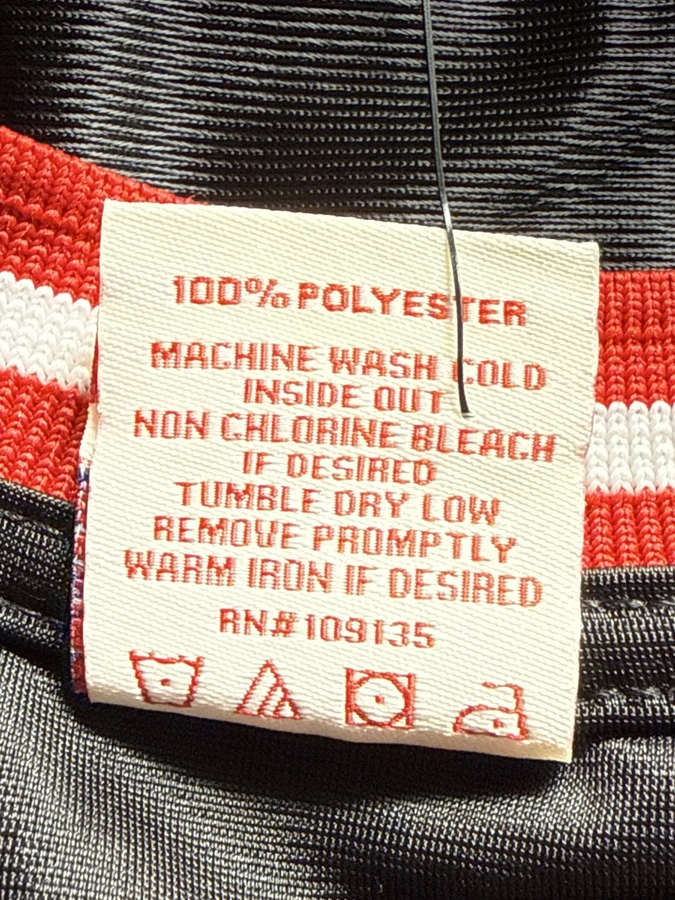 100% POLYESTER
MACHINE WASH COLD
INSIDE OUT
NON CHLORINE BLEACH
IF DESIRED
TUMBLE DRY LOW
REMOVE PROMPTLY
WARM IRON IF DESIRED
RN#109135